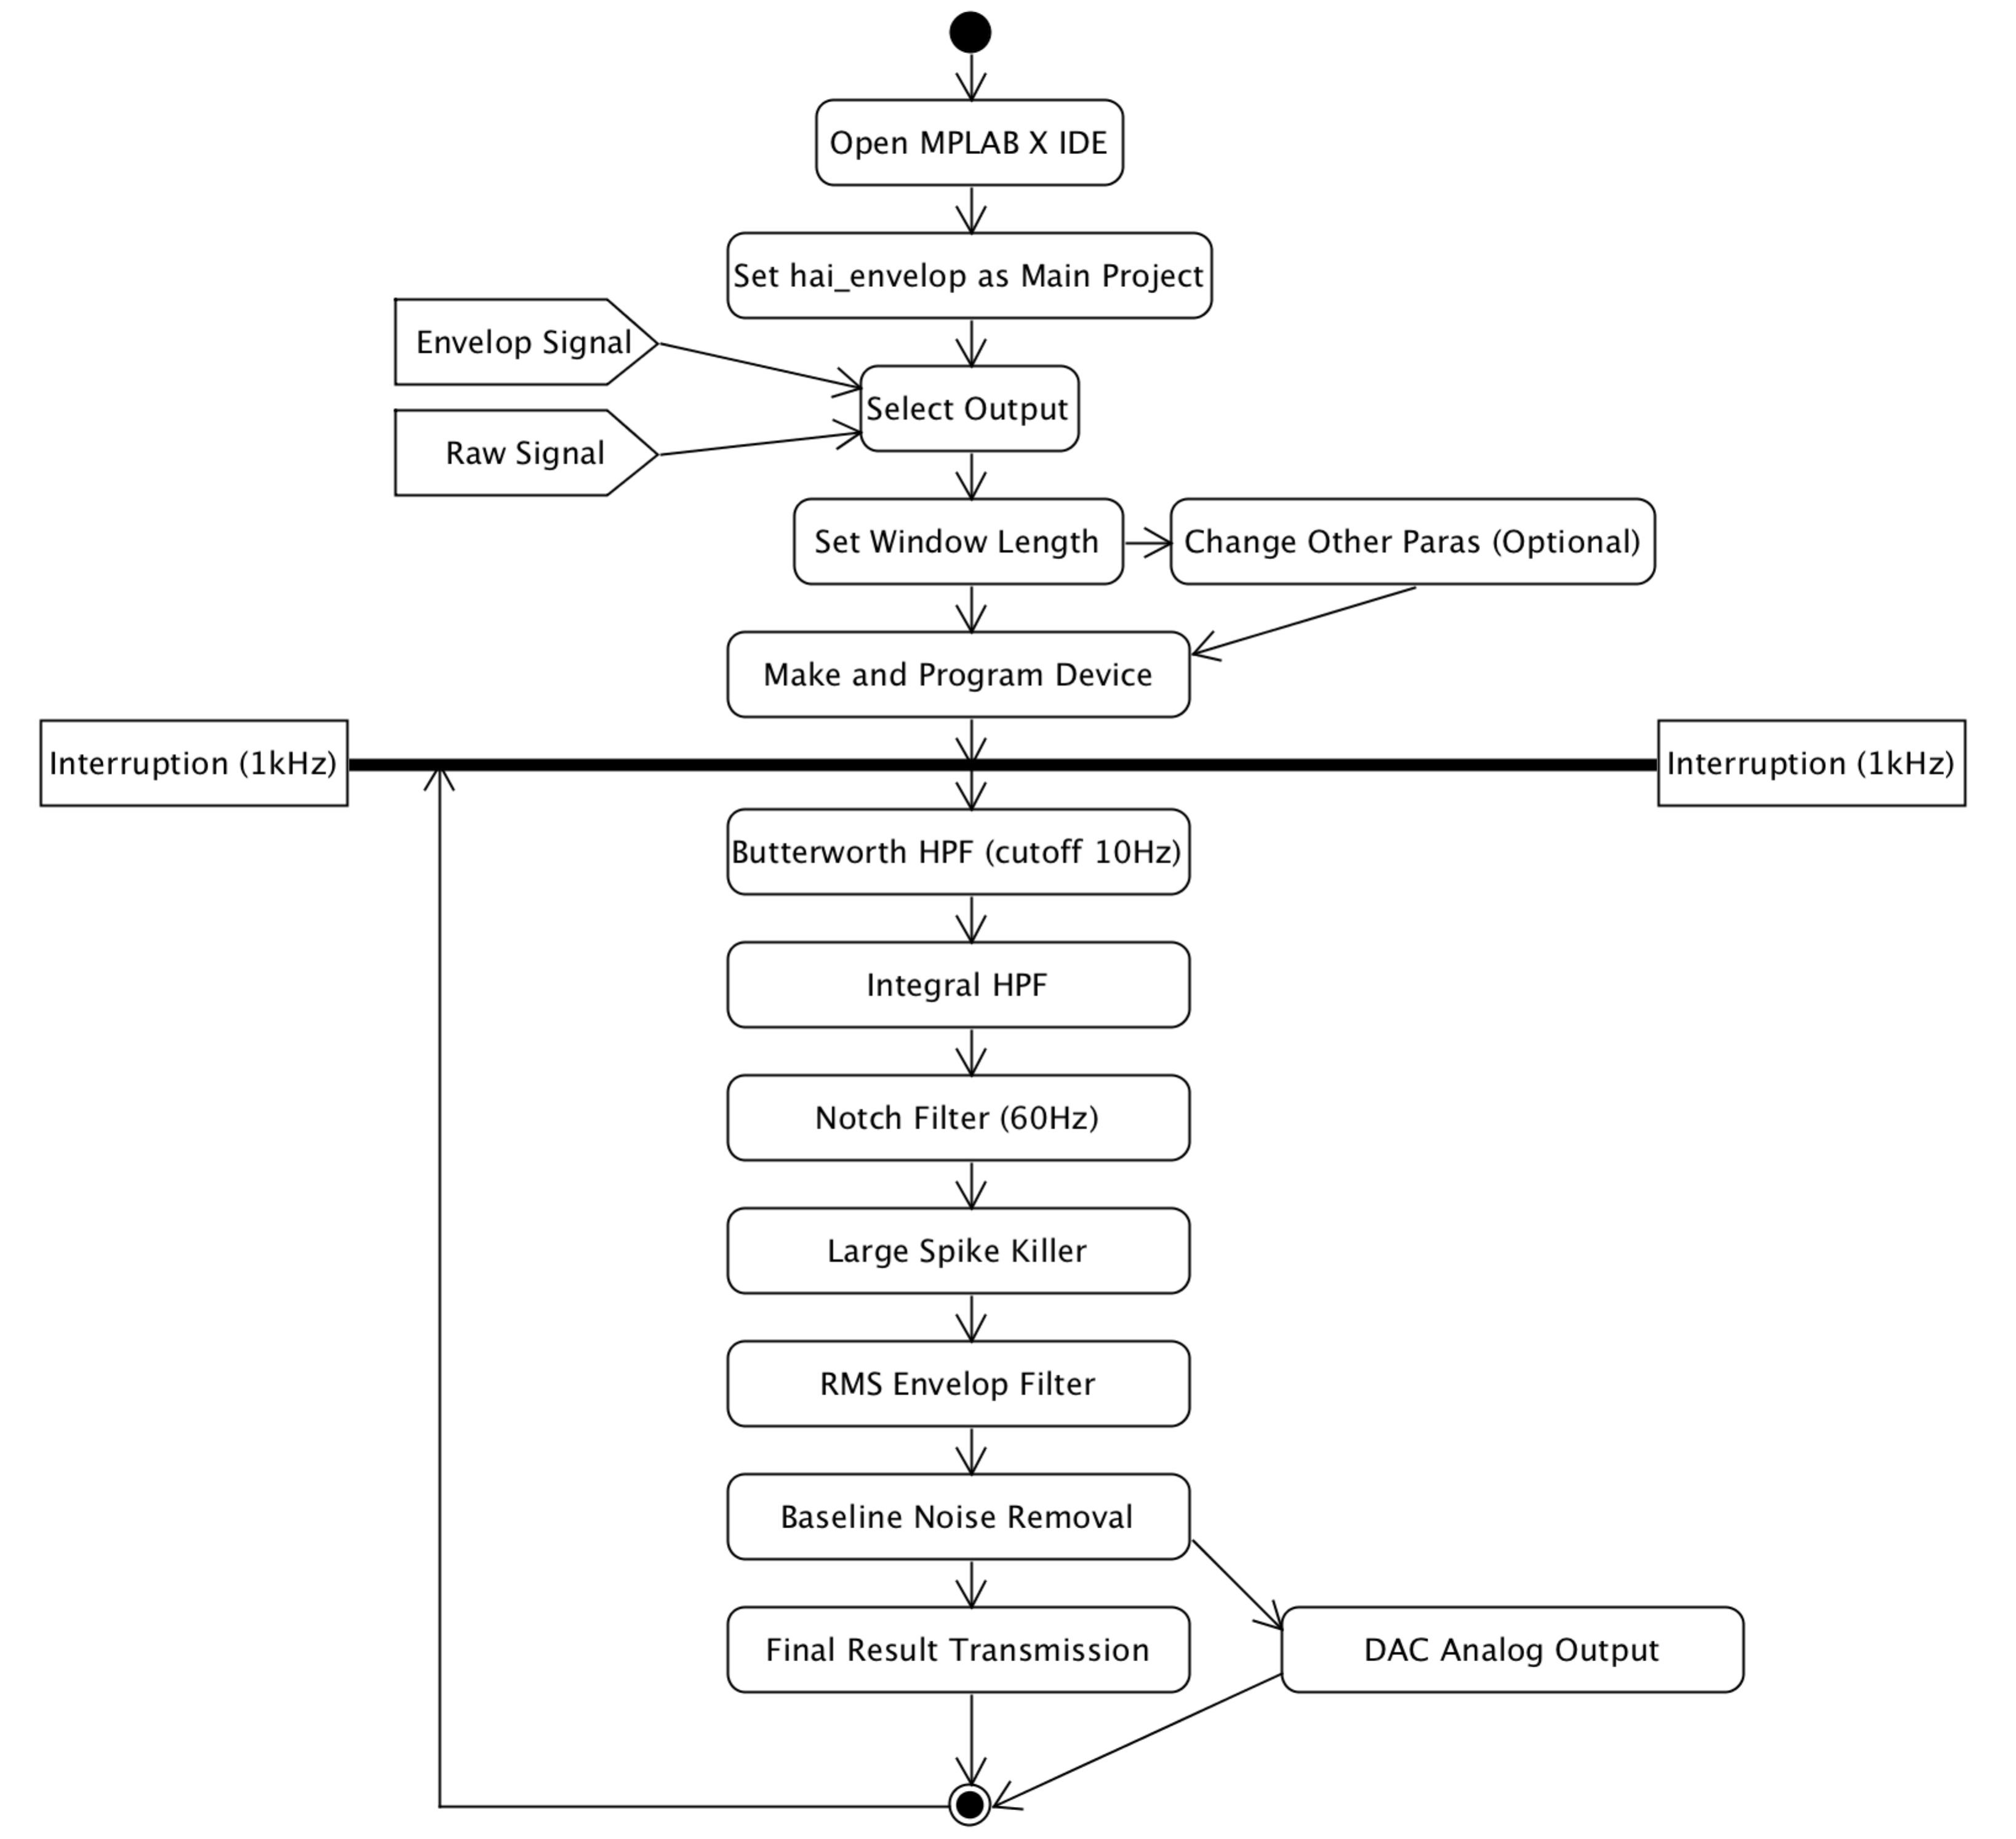 Open MPLAB X IDE
Set hai_envelop as Main Project
Envelop Signal
Select Output
Raw Signal
Set Window Length
Change Other Paras (Optional)
Make and Program Device
Interruption (1kHz)
Interruption (1kHz)
Butterworth HPF (cutoff 10Hz)
Integral HPF
Notch Filter (60Hz)
Large Spike Killer
RMS Envelop Filter
Baseline Noise Removal
Final Result Transmission
DAC Analog Output